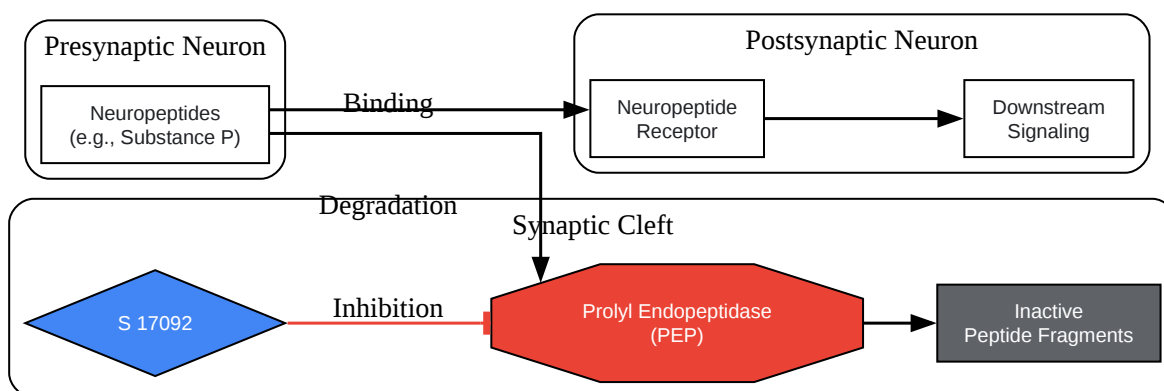 Presynaptic Neuron
Neuropeptides
(e.g., Substance P)
Binding
Postsynaptic Neuron
Neuropeptide
Receptor
Downstream
Signaling
Degradation
Synaptic Cleft
S 17092
Inhibition
Prolyl Endopeptidase
(PEP)
Inactive
Peptide Fragments